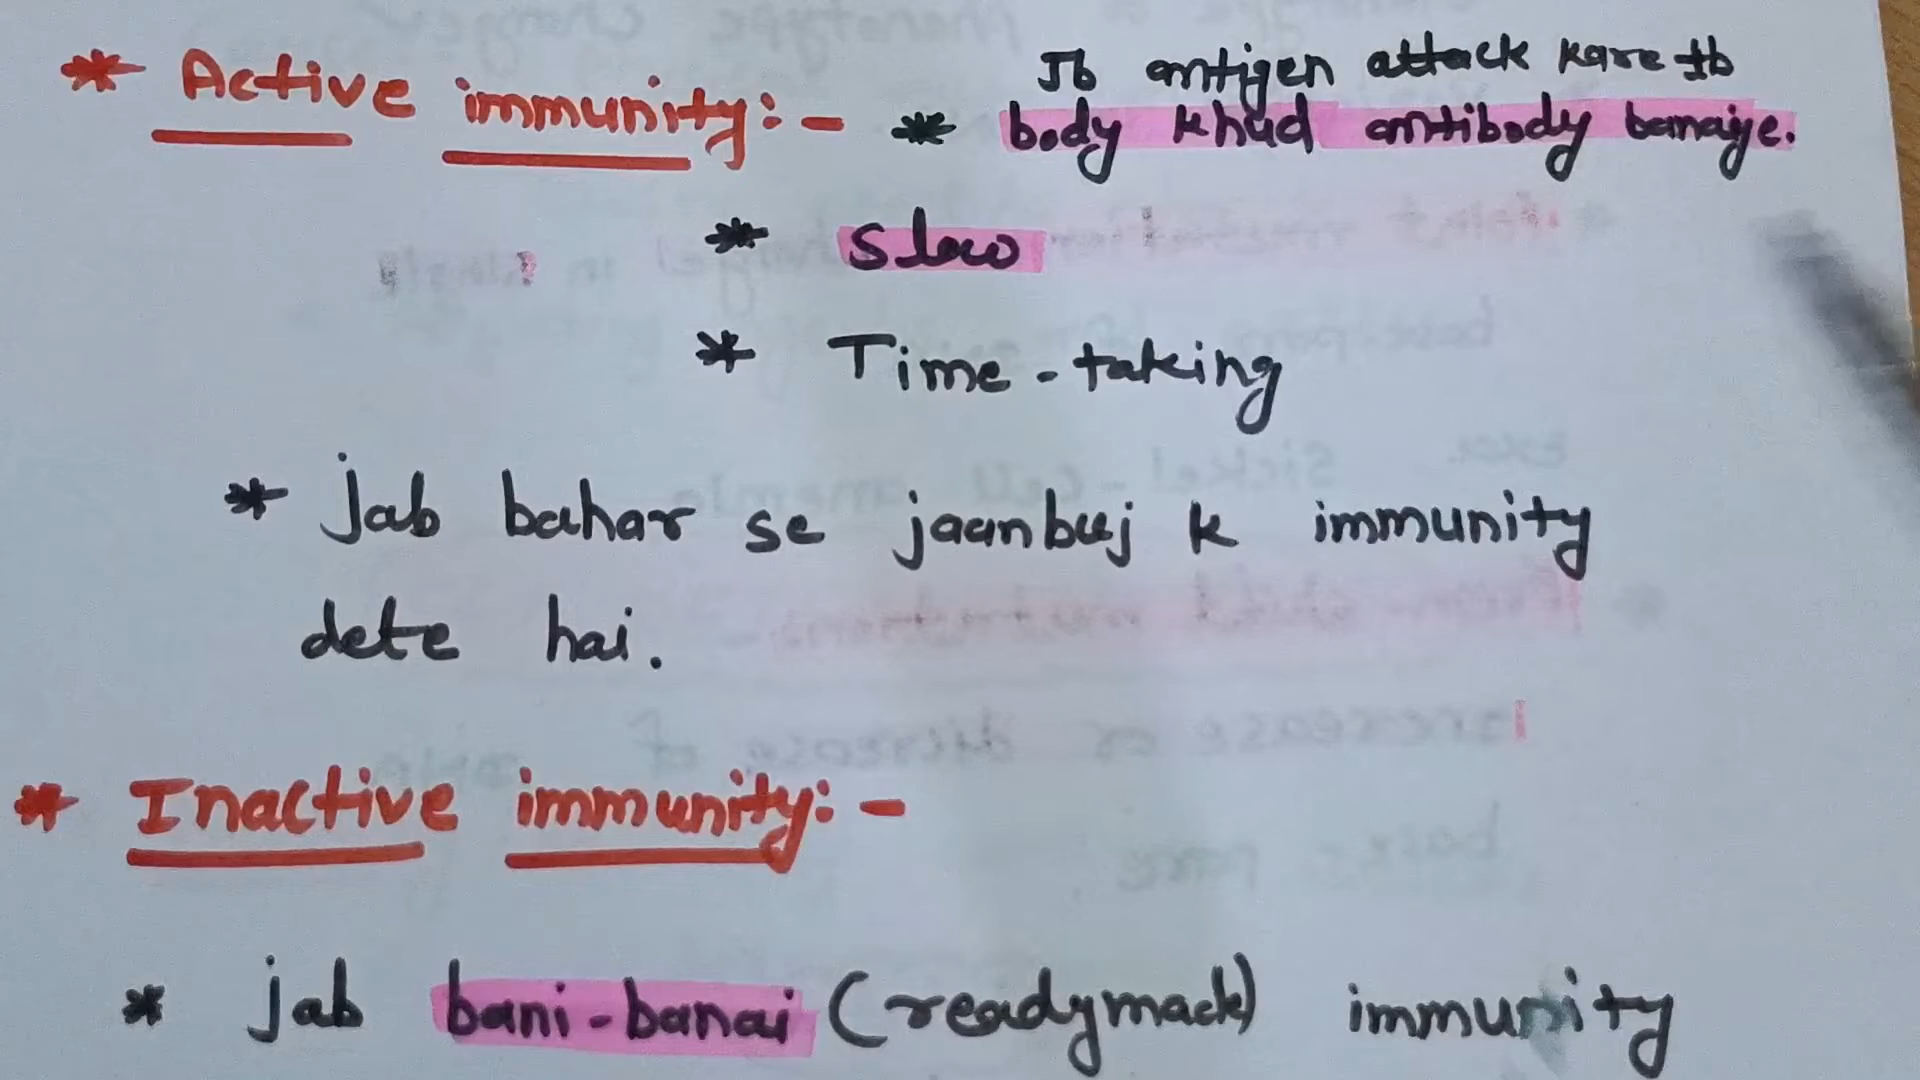 * Active immunity:- * Jb antigen attack kare tb
body khud antibody banaiye.
* Slow
* Time-taking
* jab bahar se jaanbuj k immunity
dete hai.
* Inactive immunity:-
* jab bani-banai (readymade) immunity